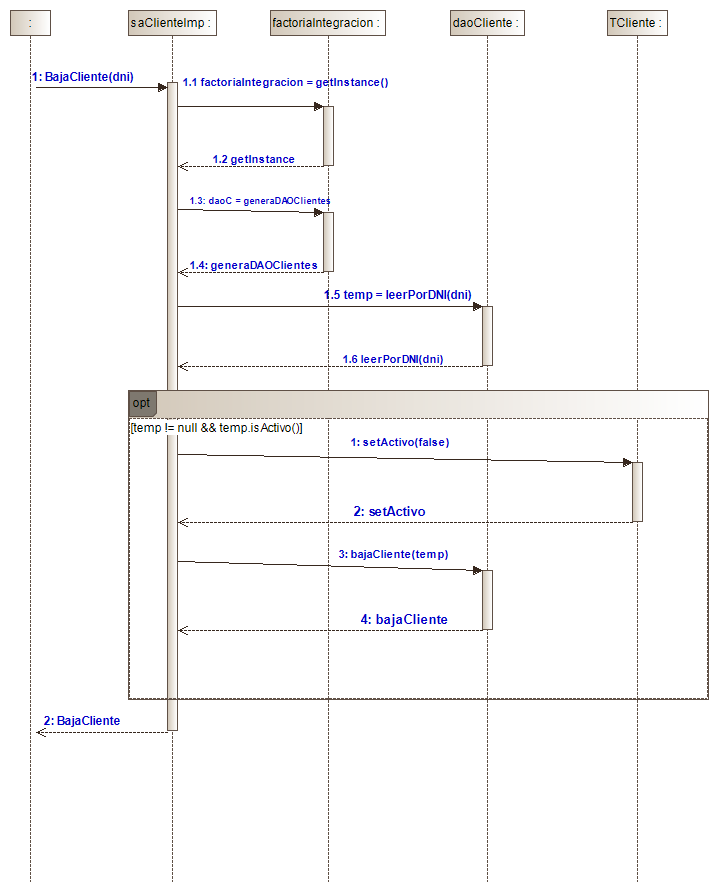 :
saClienteImp :
factoriaIntegracion :
daoCliente :
TCliente :
1: BajaCliente(dni)
1.1 factoriaIntegracion = getInstance()
1.2 getInstance
1.3: daoC = generaDAOClientes
1.4: generaDAOClientes
1.5 temp = leerPorDNI(dni)
1.6 leerPorDNI(dni)
opt
[temp != null && temp.isActivo()]
1: setActivo(false)
2: setActivo
3: bajaCliente(temp)
4: bajaCliente
2: BajaCliente